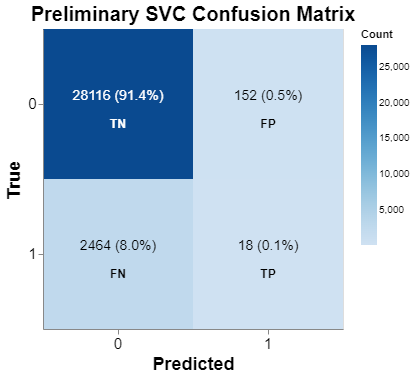 Preliminary SVC Confusion Matrix
Count
28116 (91.4%)
TN
152 (0.5%)
FP
2464 (8.0%)
FN
18 (0.1%)
TP
25,000
20,000
15,000
10,000
5,000
True
0
1
0
1
Predicted